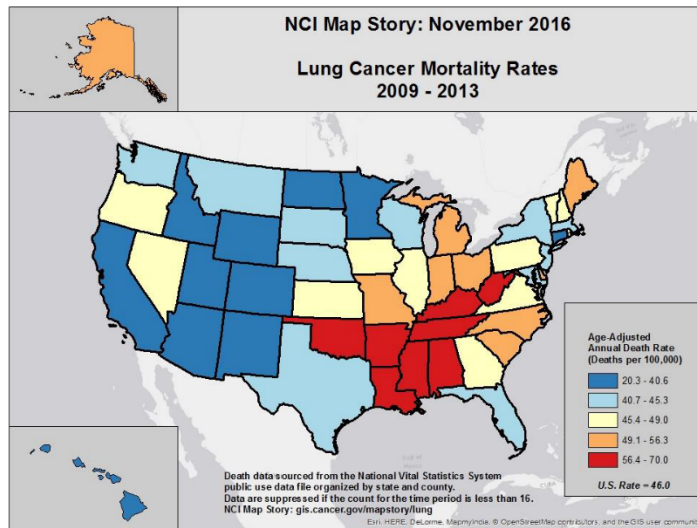 NCI Map Story: November 2016
Lung Cancer Mortality Rates
2009 - 2013
Age-Adjusted
Annual Death Rate
(Deaths per 100,000)
20.3 - 40.6
40.7 - 45.3
45.4 - 49.0
49.1 - 56.3
56.4 - 70.0
U.S. Rate = 46.0
Death data sourced from the National Vital Statistics System
public use data file organized by state and county.
Data are suppressed if the count for the time period is less than 16.
NCI Map Story: gis.cancer.gov/mapstory/lung
Esri, HERE, DeLorme, MapmyIndia, © OpenStreetMap contributors, and the GIS user commun